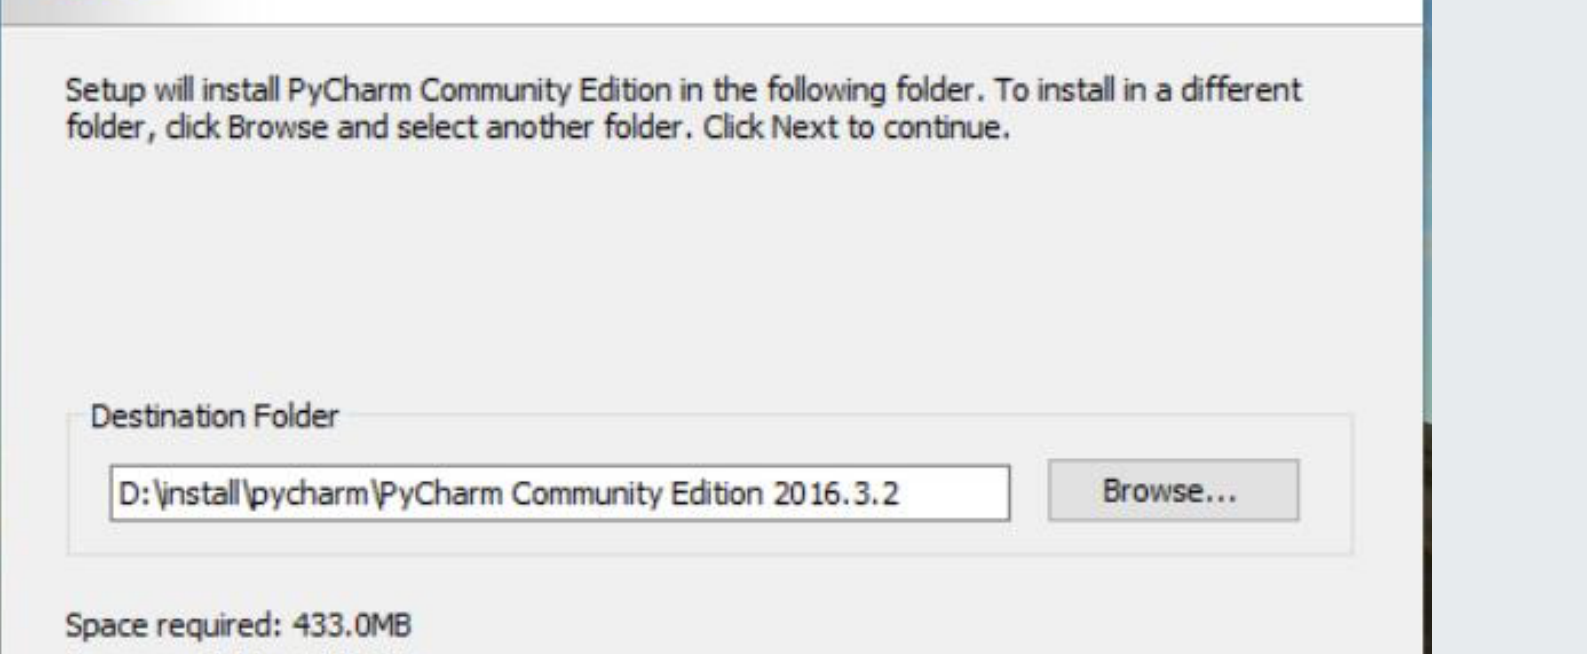 Setup will install PyCharm Community Edition in the following folder. To install in a different
folder, click Browse and select another folder. Click Next to continue.
Destination Folder
D:\install\pycharm\PyCharm Community Edition 2016.3.2
Browse...
Space required: 433.0MB